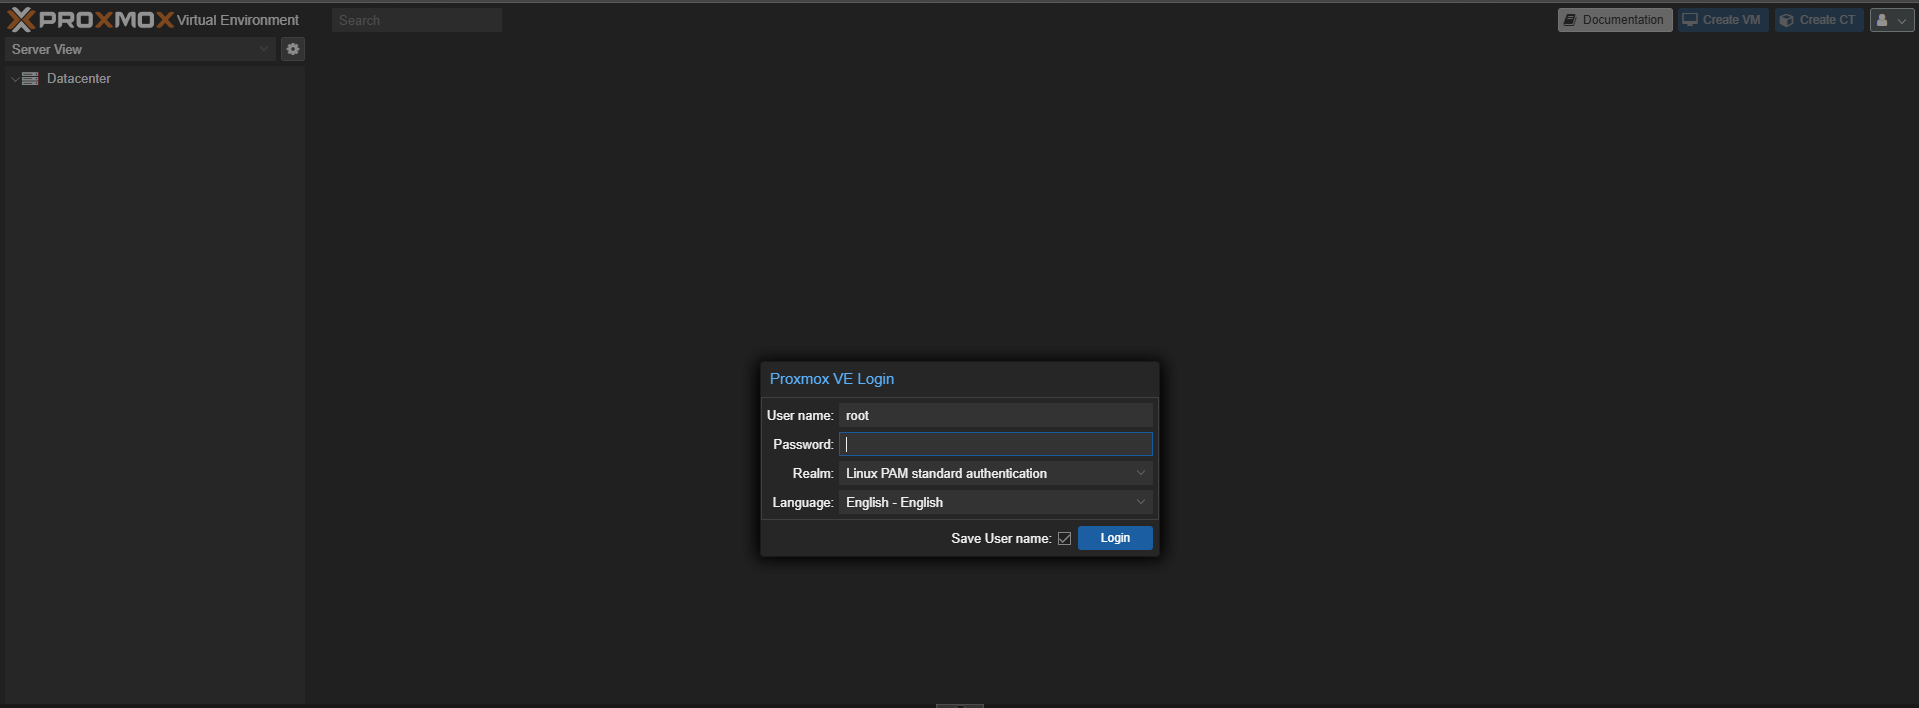 PROXMOX Virtual Environment
Search
Documentation
Create VM
Create CT
Server View
Datacenter
Proxmox VE Login
User name: root
Password:
Realm: Linux PAM standard authentication
Language: English - English
Save User name:
Login